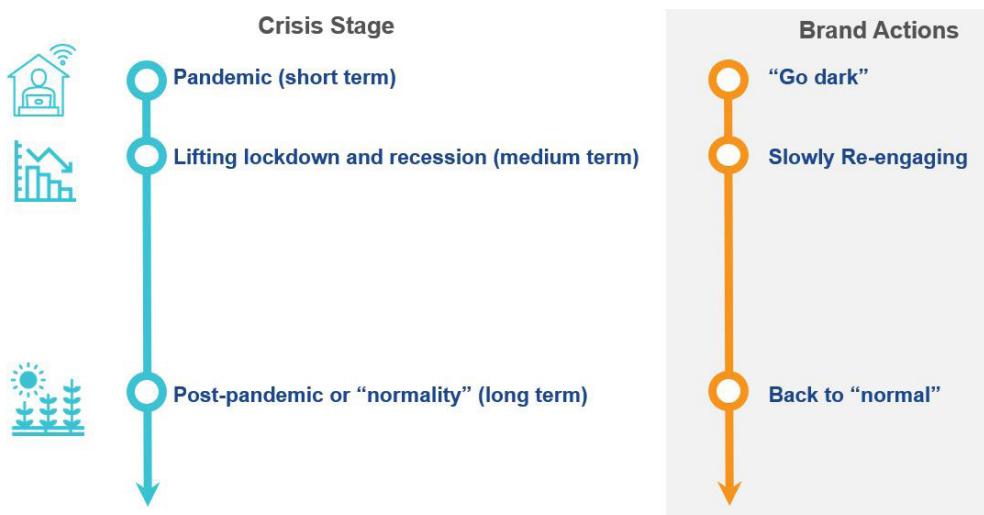 Crisis Stage
Brand Actions
Pandemic (short term)
“Go dark”
Lifting lockdown and recession (medium term)
Slowly Re-engaging
Post-pandemic or “normality” (long term)
Back to “normal”